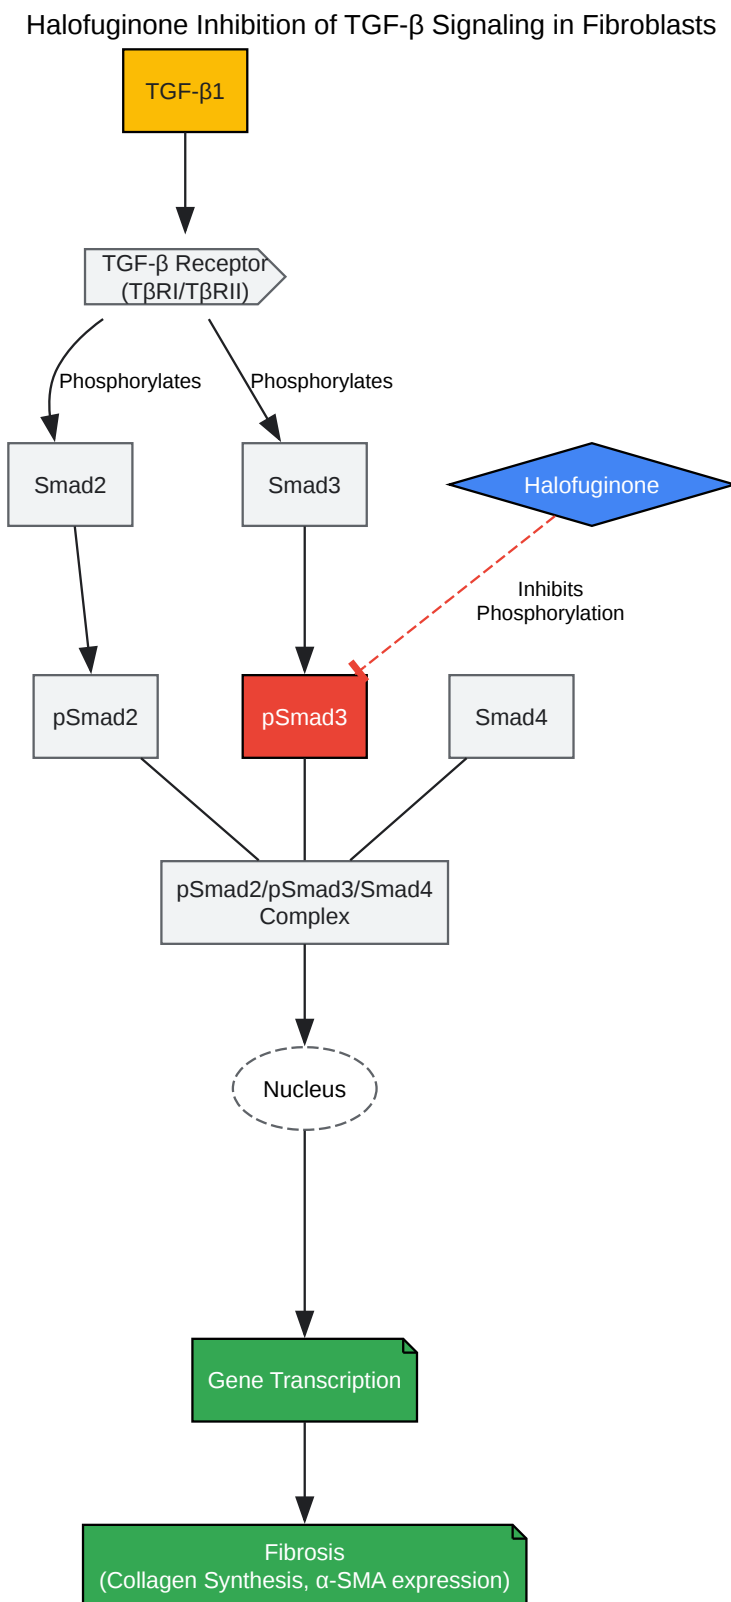 Halofuginone Inhibition of TGF-β Signaling in Fibroblasts
TGF-β1
TGF-β Receptor
(TβRI/TβRII)
Phosphorylates
Phosphorylates
Smad2
Smad3
Halofuginone
Inhibits
Phosphorylation
pSmad2
pSmad3
Smad4
pSmad2/pSmad3/Smad4
Complex
Nucleus
Gene Transcription
Fibrosis
(Collagen Synthesis, α-SMA expression)